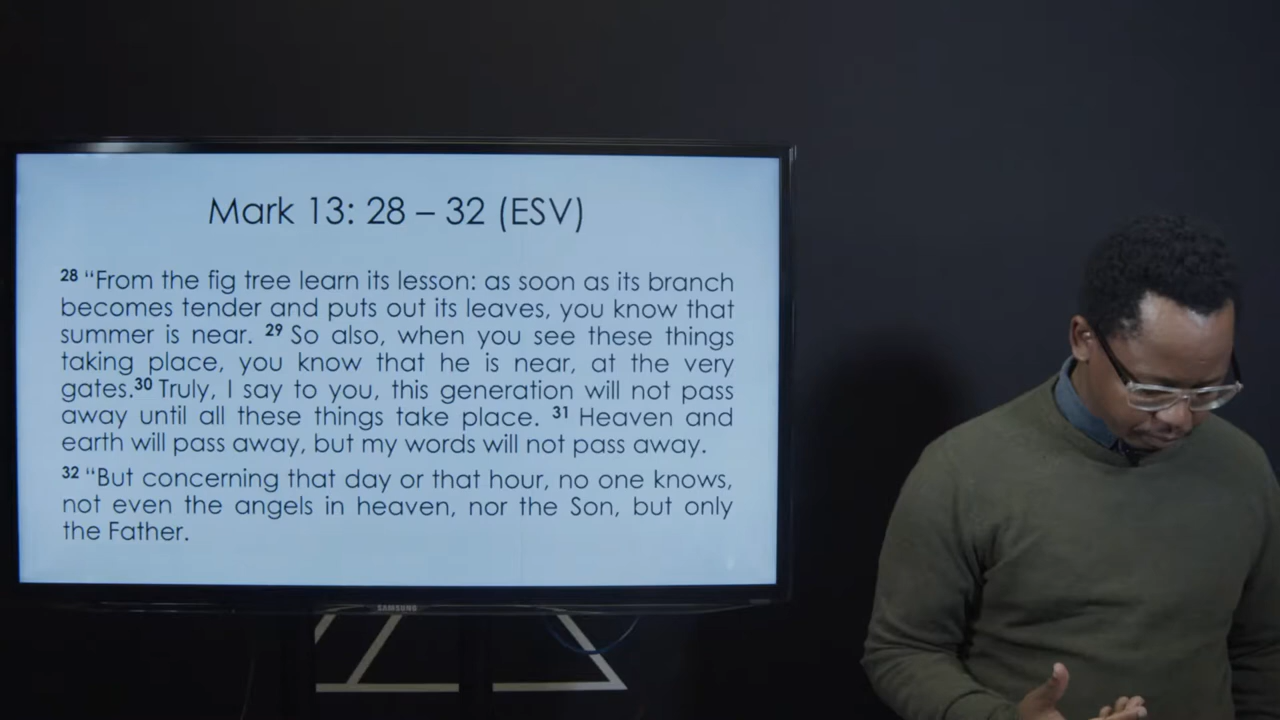 Mark 13: 28 – 32 (ESV)
28 “From the fig tree learn its lesson: as soon as its branch
becomes tender and puts out its leaves, you know that
summer is near. 29 So also, when you see these things
taking place, you know that he is near, at the very
gates.30 Truly, I say to you, this generation will not pass
away until all these things take place. 31 Heaven and
earth will pass away, but my words will not pass away.
32 “But concerning that day or that hour, no one knows,
not even the angels in heaven, nor the Son, but only
the Father.
SAMSUNG